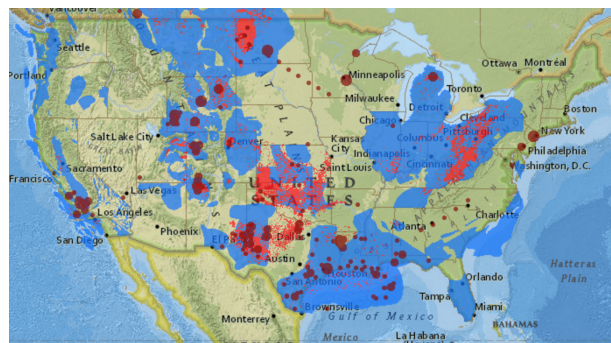 Vancouver
Seattle
Portland
Ottawa
Montréal
Minneapolis
Toronto
Milwaukee
Detroit
Boston
Chicago
Cleveland
New York
Salt Lake City
Pittsburgh
Columbus
Philadelphia
Denver
Kansas
City
Indianapolis
Cincinnati
Washington, D.C.
Sacramento
Saint Louis
Francisco
UNITED
STATES
Las Vegas
Los Angeles
Charlotte
Phoenix
Atlanta
San Diego
El Pa
Dallas
Hatteras
Plain
Austin
Houston
San Antonio
Orlando
Tampa
Miami
Brownsville
Monterrey
Gulf of Mexico
BAHAMAS
Mexico
La Habana